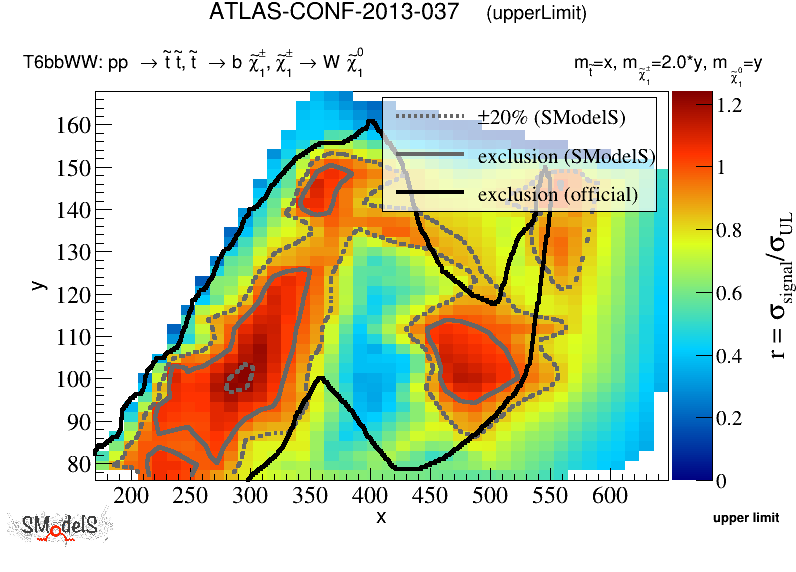 ATLAS-CONF-2013-037 (upperLimit)
T6bbWW: pp → t̃ t̃, t̃ → b χ̃₁±, χ̃₁± → W χ̃₁⁰
m_t̃=x, m_χ̃₁±=2.0*y, m_χ̃₁⁰=y
±20% (SModelS)
exclusion (SModelS)
exclusion (official)
160
150
140
130
120
110
100
90
80
y
200 250 300 350 400 450 500 550 600
x
1.2
1
0.8
0.6
0.4
0.2
0
r = σ_signal/σ_UL
SModelS
upper limit